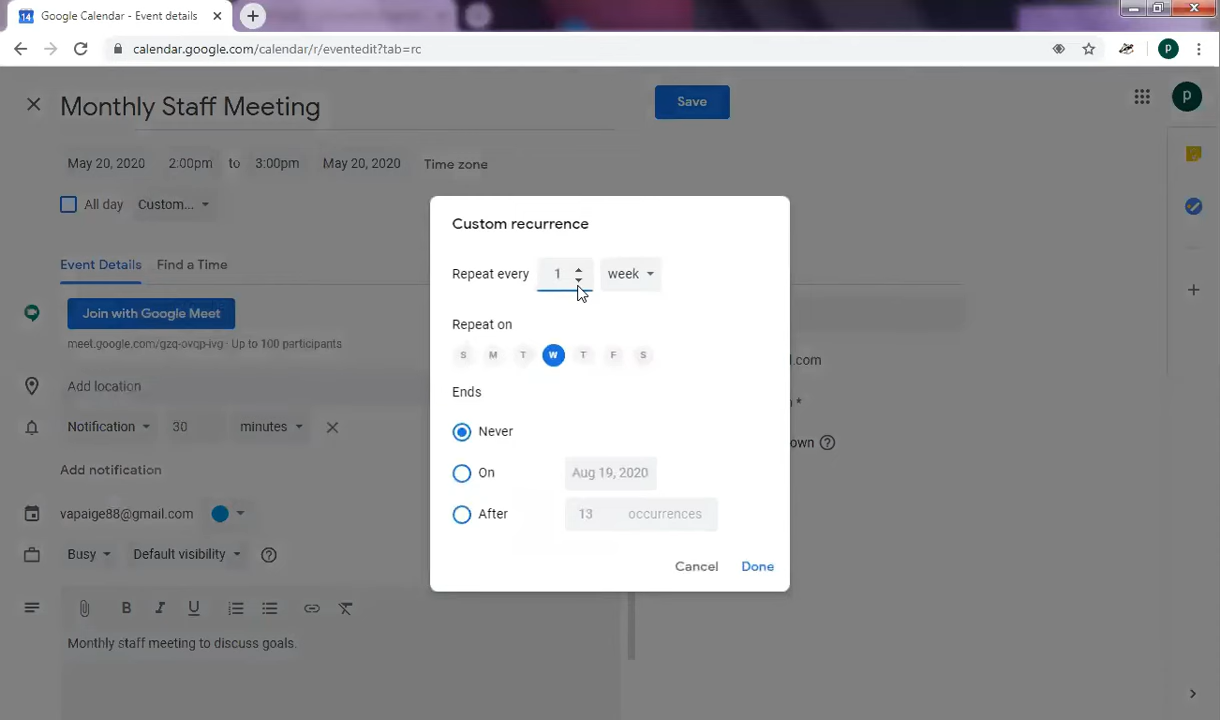 Google Calendar - Event details
calendar.google.com/calendar/r/eventedit?tab=rc
Monthly Staff Meeting
Save
May 20, 2020 2:00pm to 3:00pm May 20, 2020 Time zone
All day Custom...
Event Details Find a Time
Join with Google Meet
meet.google.com/gzq-ovqp-ivg · Up to 100 participants
Add location
Notification 30 minutes
Add notification
vapaige88@gmail.com
Busy Default visibility
B I U
Monthly staff meeting to discuss goals.
Custom recurrence
Repeat every 1 week
Repeat on
S M T W T F S
Ends
Never
On Aug 19, 2020
After 13 occurrences
Cancel Done
.com
*
own
p
p
14